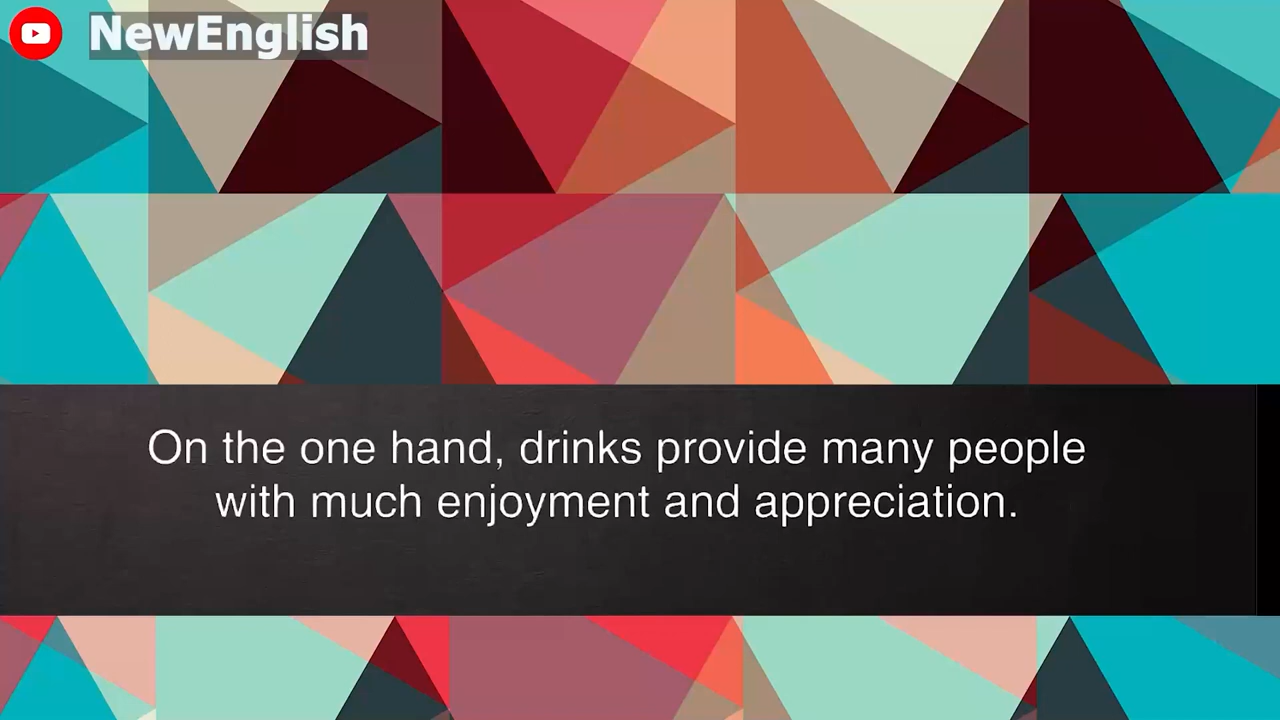 NewEnglish
On the one hand, drinks provide many people
with much enjoyment and appreciation.